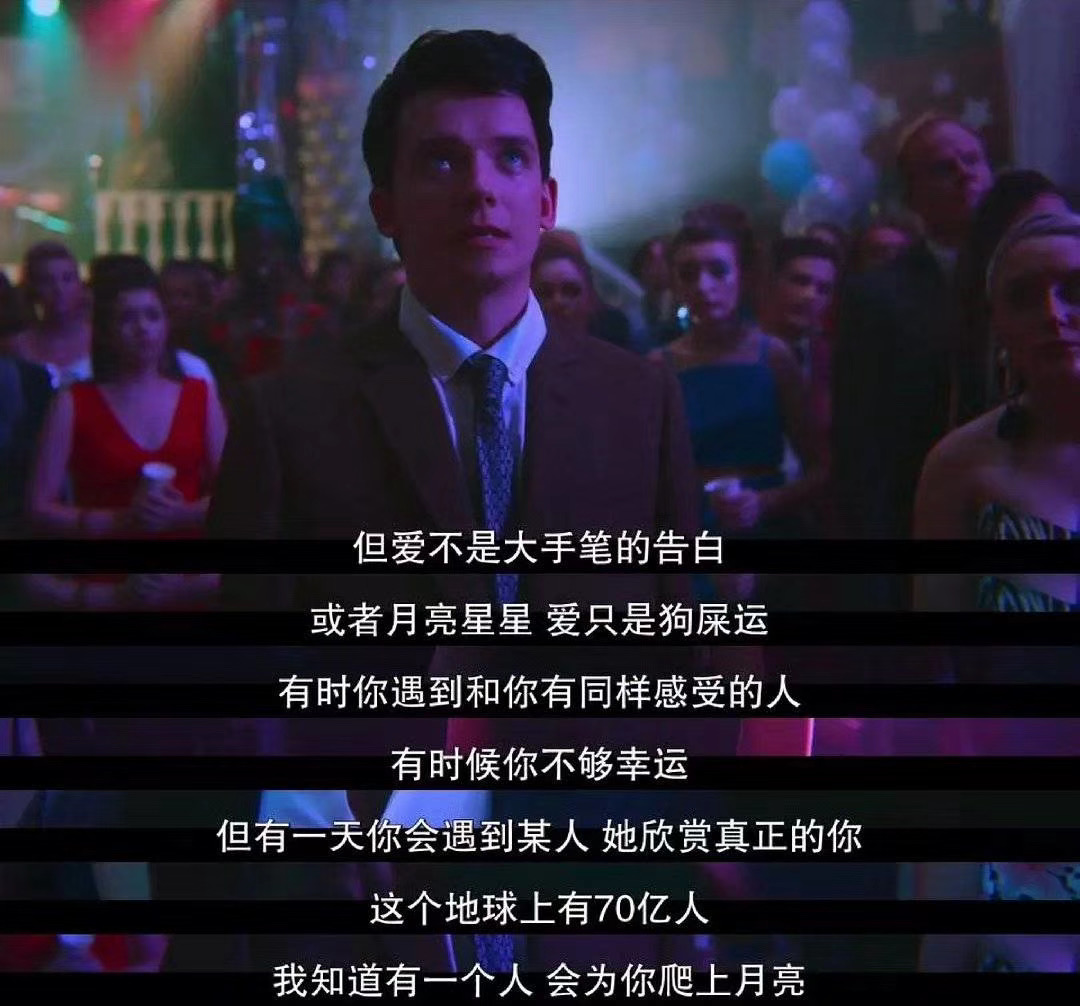 但爱不是大手笔的告白
或者月亮星星 爱只是狗屎运
有时你遇到和你有同样感受的人
有时候你不够幸运
但有一天你会遇到某人 她欣赏真正的你
这个地球上有70亿人
我知道有一个人 会为你爬上月亮